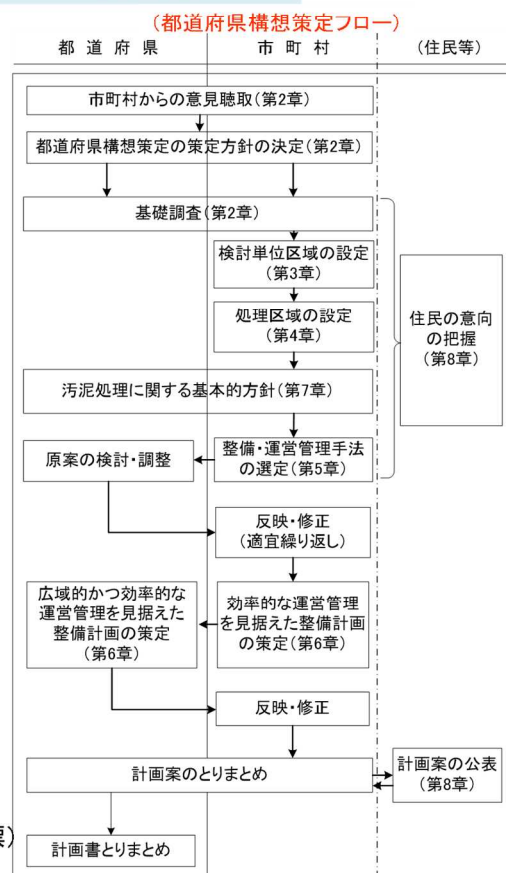 (都道府県構想策定フロー)
都道府県
市町村
(住民等)
市町村からの意見聴取(第2章)
都道府県構想策定の策定方針の決定(第2章)
基礎調査(第2章)
検討単位区域の設定
(第3章)
処理区域の設定
(第4章)
住民の意向
の把握
(第8章)
汚泥処理に関する基本的方針(第7章)
原案の検討・調整
整備・運営管理手法
の選定(第5章)
反映・修正
(適宜繰り返し)
広域的かつ効率的な
運営管理を見据えた
整備計画の策定
(第6章)
効率的な運営管理
を見据えた整備計画
の策定(第6章)
反映・修正
計画案のとりまとめ
計画案の公表
(第8章)
計画書とりまとめ